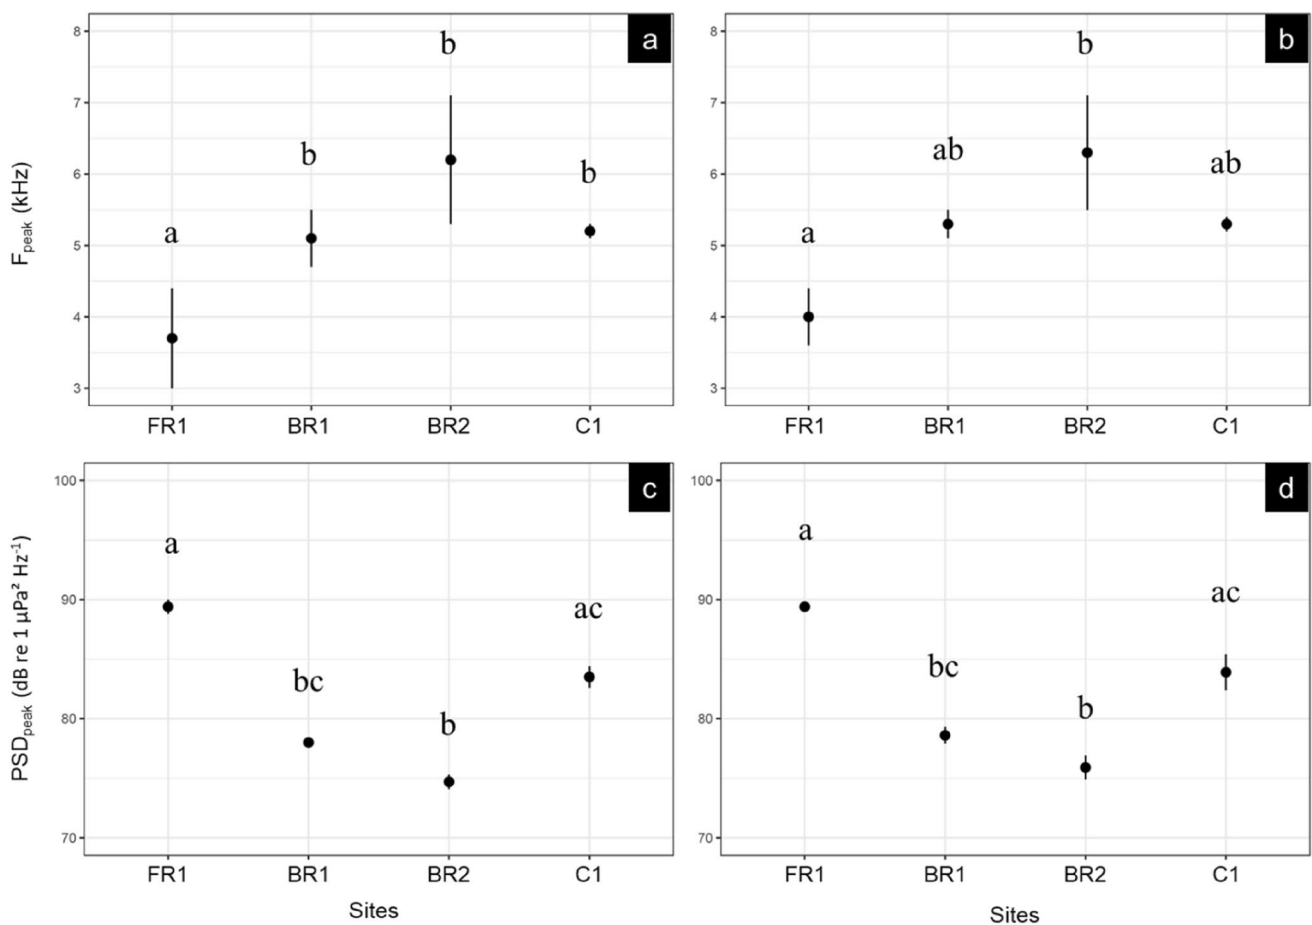 a
8
7
6
5
4
3
F_peak (kHz)
a
b
b
b
FR1 BR1 BR2 C1
b
8
7
6
5
4
3
a
ab
b
ab
FR1 BR1 BR2 C1
c
100
90
80
70
PSD_peak (dB re 1 µPa² Hz⁻¹)
a
bc
b
ac
FR1 BR1 BR2 C1
Sites
d
100
90
80
70
a
bc
b
ac
FR1 BR1 BR2 C1
Sites